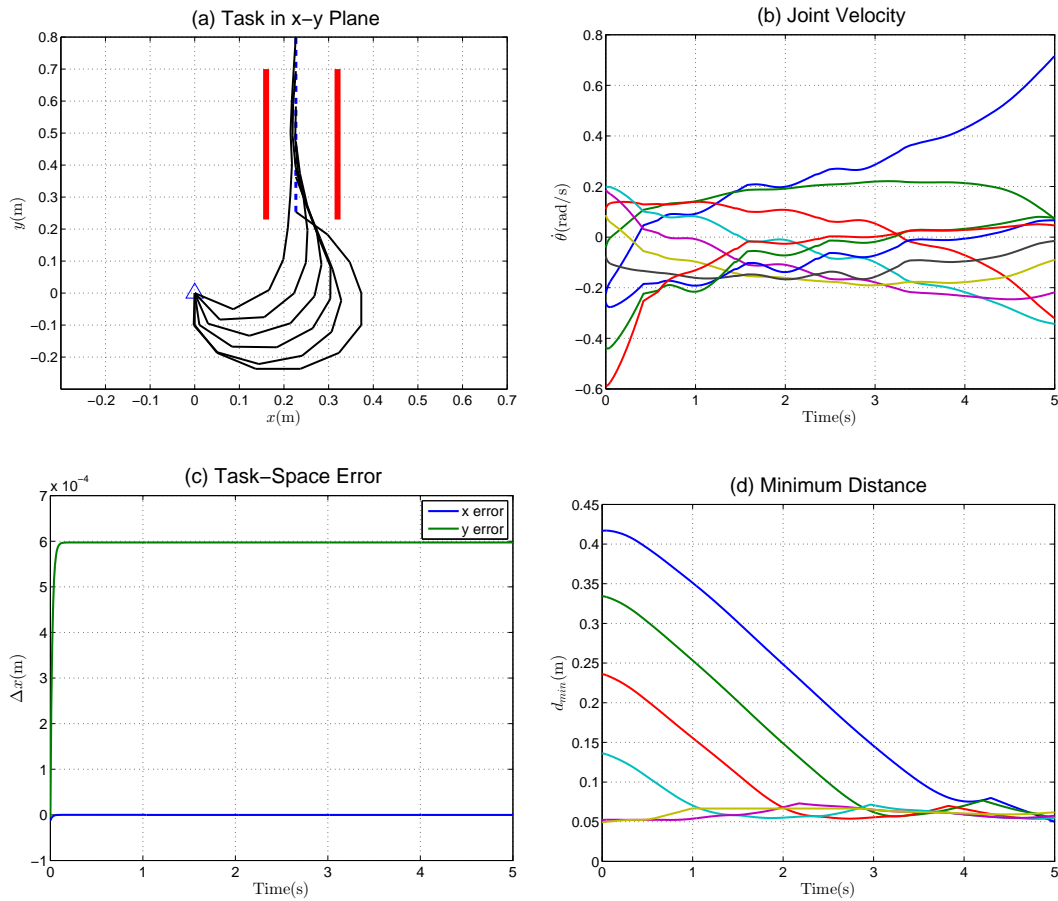 (a) Task in x−y Plane
0.8
0.7
0.6
0.5
0.4
0.3
0.2
0.1
0
−0.1
−0.2
y(m)
−0.2 −0.1 0 0.1 0.2 0.3 0.4 0.5 0.6 0.7
x(m)
(b) Joint Velocity
0.8
0.6
0.4
0.2
0
−0.2
−0.4
−0.6
θ̇(rad/s)
0 1 2 3 4 5
Time(s)
(c) Task−Space Error
x 10⁻⁴
7
6
5
4
3
2
1
0
−1
Δx(m)
x error
y error
0 1 2 3 4 5
Time(s)
(d) Minimum Distance
0.45
0.4
0.35
0.3
0.25
0.2
0.15
0.1
0.05
0
d_min(m)
0 1 2 3 4 5
Time(s)